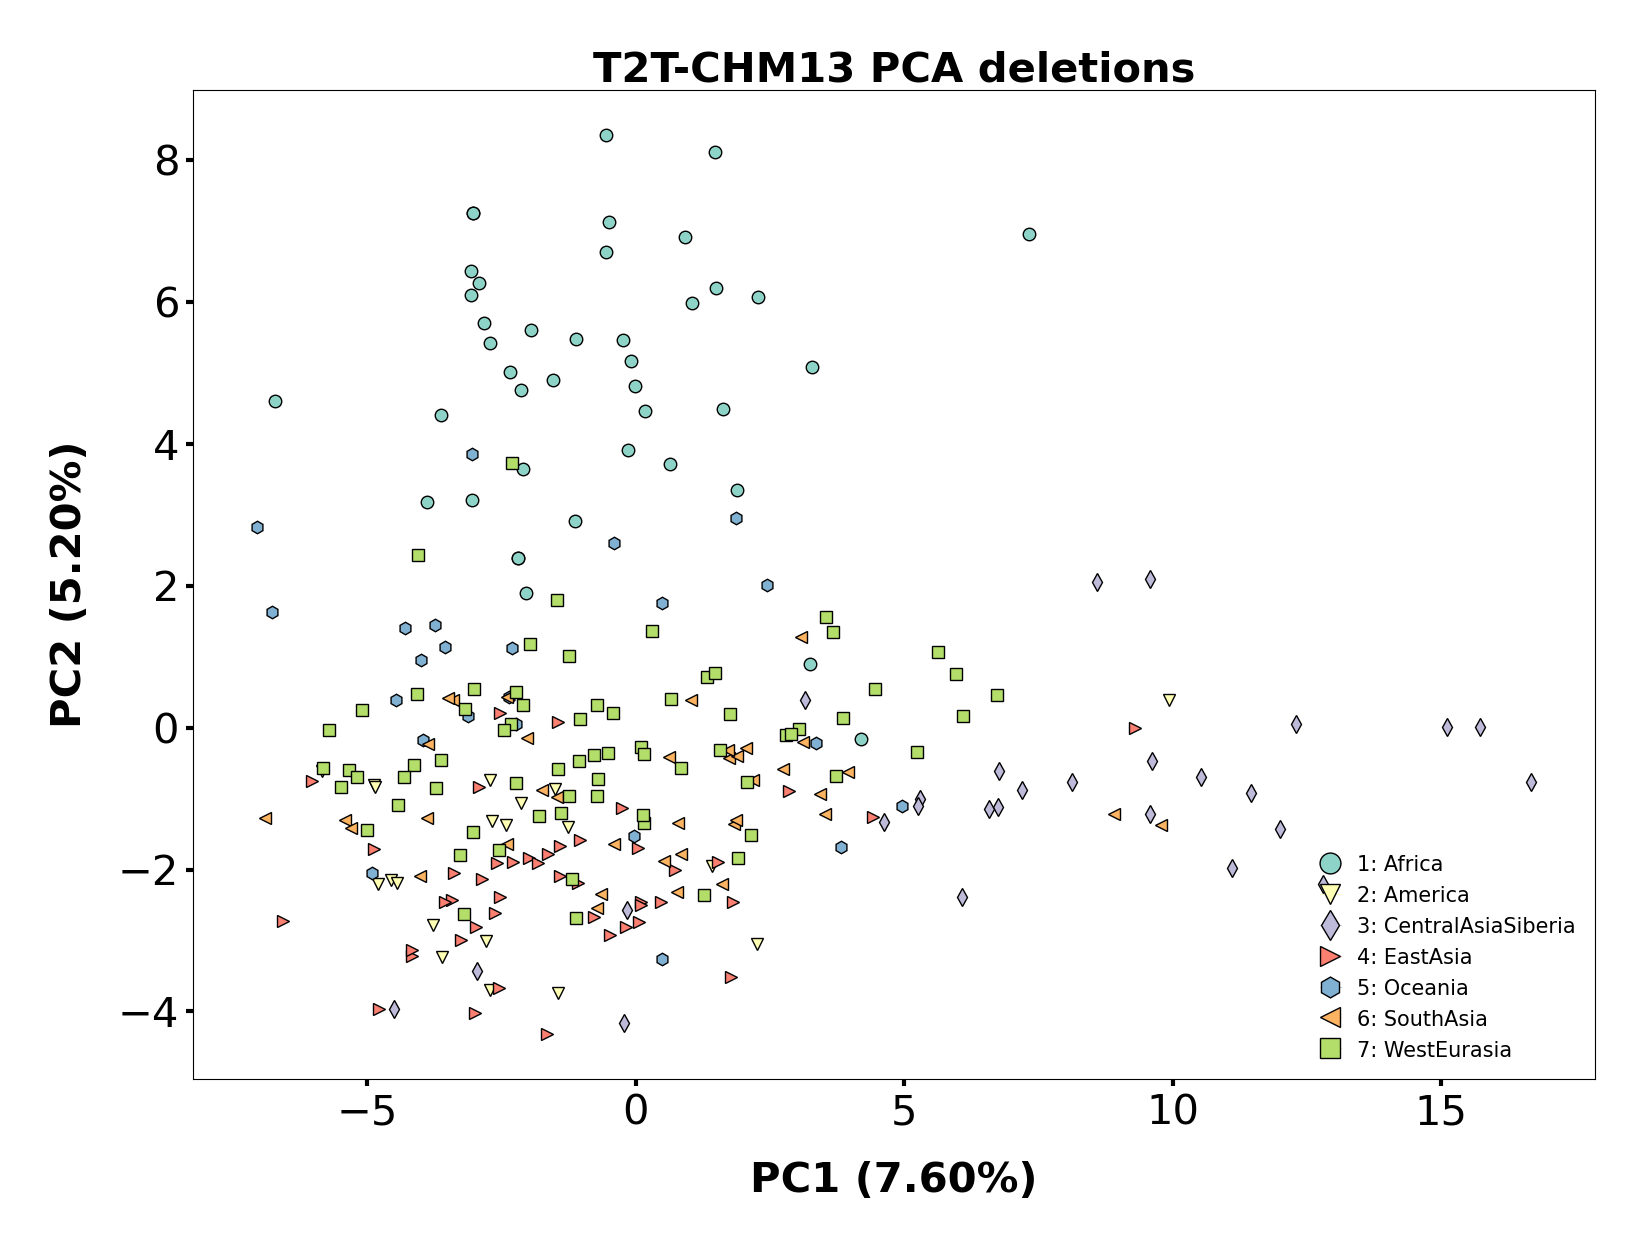 T2T-CHM13 PCA deletions
8
6
4
2
0
−2
−4
PC2 (5.20%)
1: Africa
2: America
3: CentralAsiaSiberia
4: EastAsia
5: Oceania
6: SouthAsia
7: WestEurasia
−5 0 5 10 15
PC1 (7.60%)